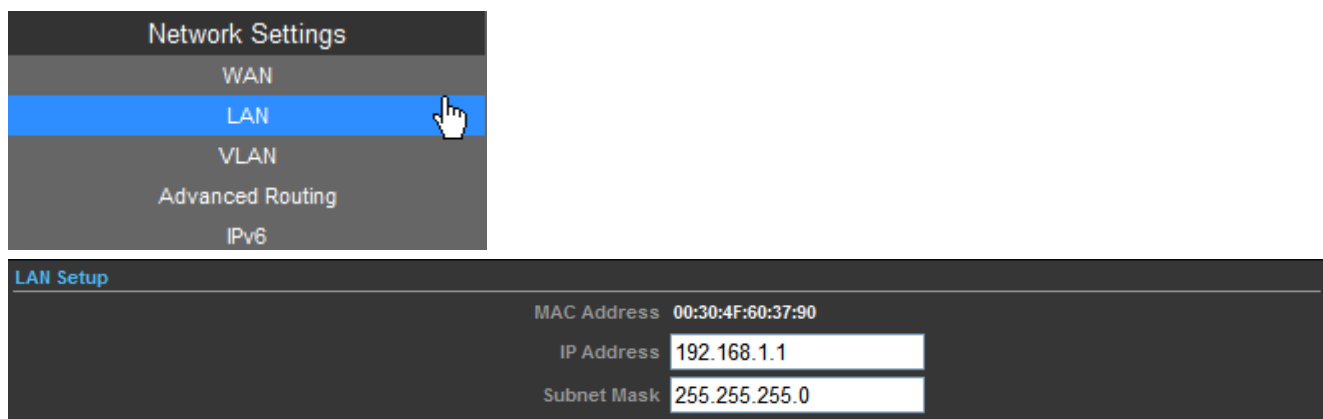 Network Settings
WAN
LAN
VLAN
Advanced Routing
IPv6
LAN Setup
MAC Address 00:30:4F:60:37:90
IP Address 192.168.1.1
Subnet Mask 255.255.255.0